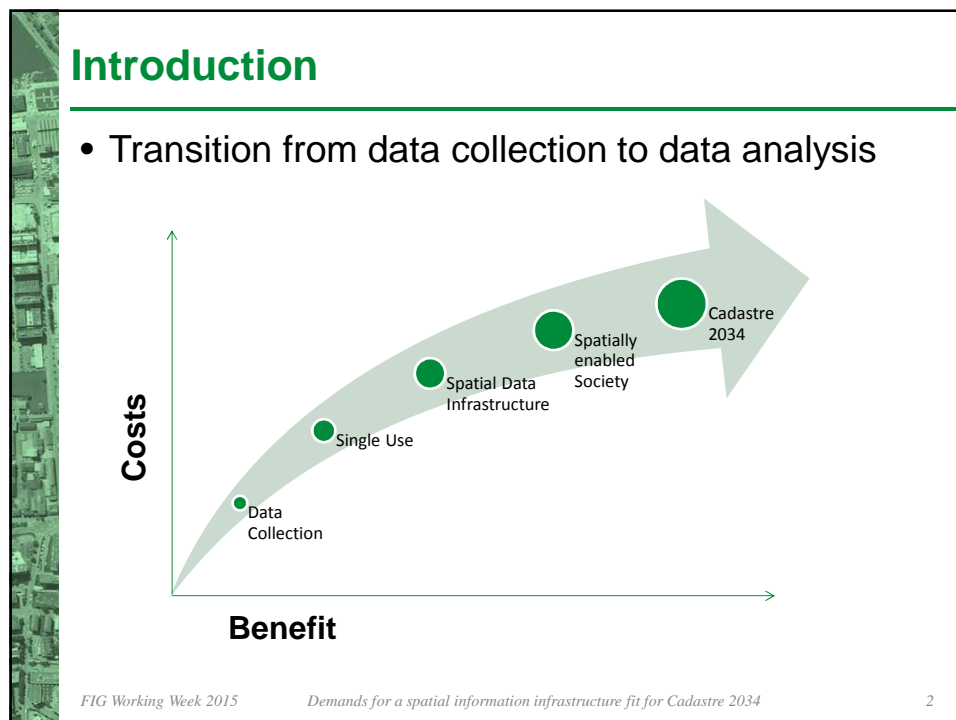 Introduction
• Transition from data collection to data analysis
Costs
Data
Collection
Single Use
Spatial Data
Infrastructure
Spatially
enabled
Society
Cadastre
2034
Benefit
FIG Working Week 2015
Demands for a spatial information infrastructure fit for Cadastre 2034
2